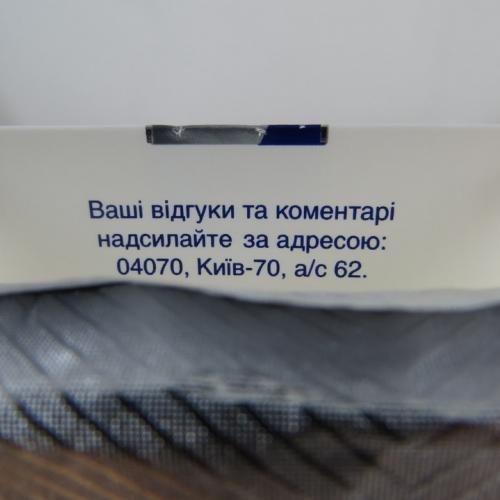 Ваші відгуки та коментарі
надсилайте за адресою:
04070, Київ-70, а/с 62.